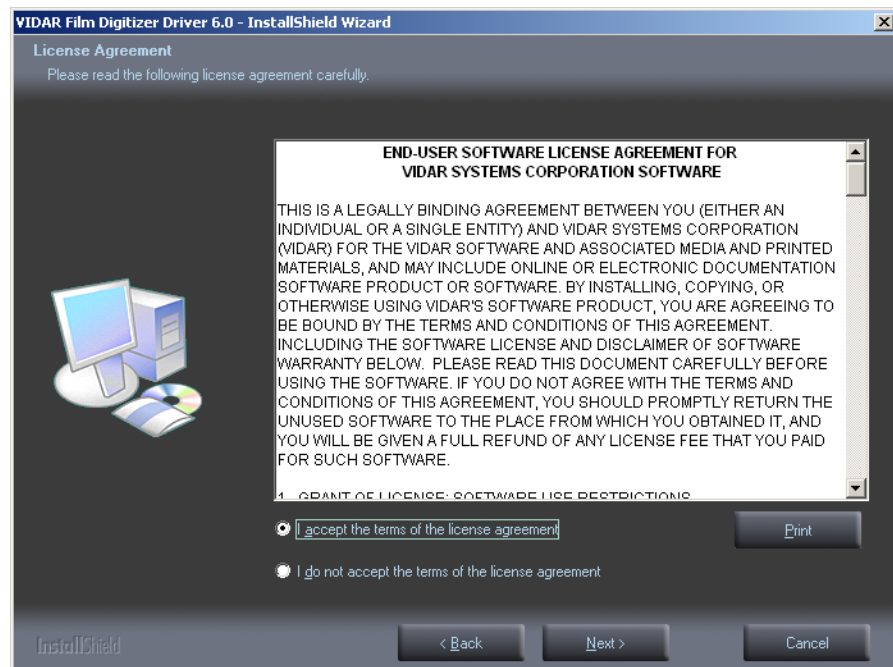 VIDAR Film Digitizer Driver 6.0 - InstallShield Wizard
License Agreement
Please read the following license agreement carefully.
END-USER SOFTWARE LICENSE AGREEMENT FOR
VIDAR SYSTEMS CORPORATION SOFTWARE
THIS IS A LEGALLY BINDING AGREEMENT BETWEEN YOU (EITHER AN
INDIVIDUAL OR A SINGLE ENTITY) AND VIDAR SYSTEMS CORPORATION
(VIDAR) FOR THE VIDAR SOFTWARE AND ASSOCIATED MEDIA AND PRINTED
MATERIALS, AND MAY INCLUDE ONLINE OR ELECTRONIC DOCUMENTATION
SOFTWARE PRODUCT OR SOFTWARE. BY INSTALLING, COPYING, OR
OTHERWISE USING VIDAR'S SOFTWARE PRODUCT, YOU ARE AGREEING TO
BE BOUND BY THE TERMS AND CONDITIONS OF THIS AGREEMENT.
INCLUDING THE SOFTWARE LICENSE AND DISCLAIMER OF SOFTWARE
WARRANTY BELOW. PLEASE READ THIS DOCUMENT CAREFULLY BEFORE
USING THE SOFTWARE. IF YOU DO NOT AGREE WITH THE TERMS AND
CONDITIONS OF THIS AGREEMENT, YOU SHOULD PROMPTLY RETURN THE
UNUSED SOFTWARE TO THE PLACE FROM WHICH YOU OBTAINED IT, AND
YOU WILL BE GIVEN A FULL REFUND OF ANY LICENSE FEE THAT YOU PAID
FOR SUCH SOFTWARE.
1. GRANT OF LICENSE: SOFTWARE USE RESTRICTIONS
I accept the terms of the license agreement
Print
I do not accept the terms of the license agreement
InstallShield
< Back
Next >
Cancel